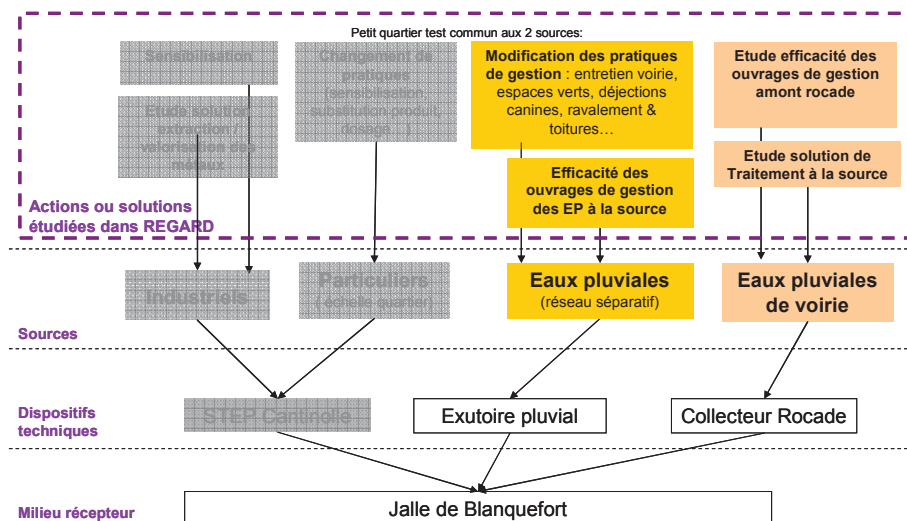 Petit quartier test commun aux 2 sources:
Sensibilisation
Etude solution
extraction /
valorisation des
métaux
Changement de
pratiques
(sensibilisation,
substitution produit,
dosage…)
Modification des pratiques
de gestion : entretien voirie,
espaces verts, déjections
canines, ravalement &
toitures…
Efficacité des
ouvrages de gestion
des EP à la source
Etude efficacité des
ouvrages de gestion
amont rocade
Etude solution de
Traitement à la source
Actions ou solutions
étudiées dans REGARD
Industriels
Particuliers
(échelle quartier)
Eaux pluviales
(réseau séparatif)
Eaux pluviales
de voirie
Sources
Dispositifs
techniques
STEP Cantinolle
Exutoire pluvial
Collecteur Rocade
Milieu récepteur
Jalle de Blanquefort